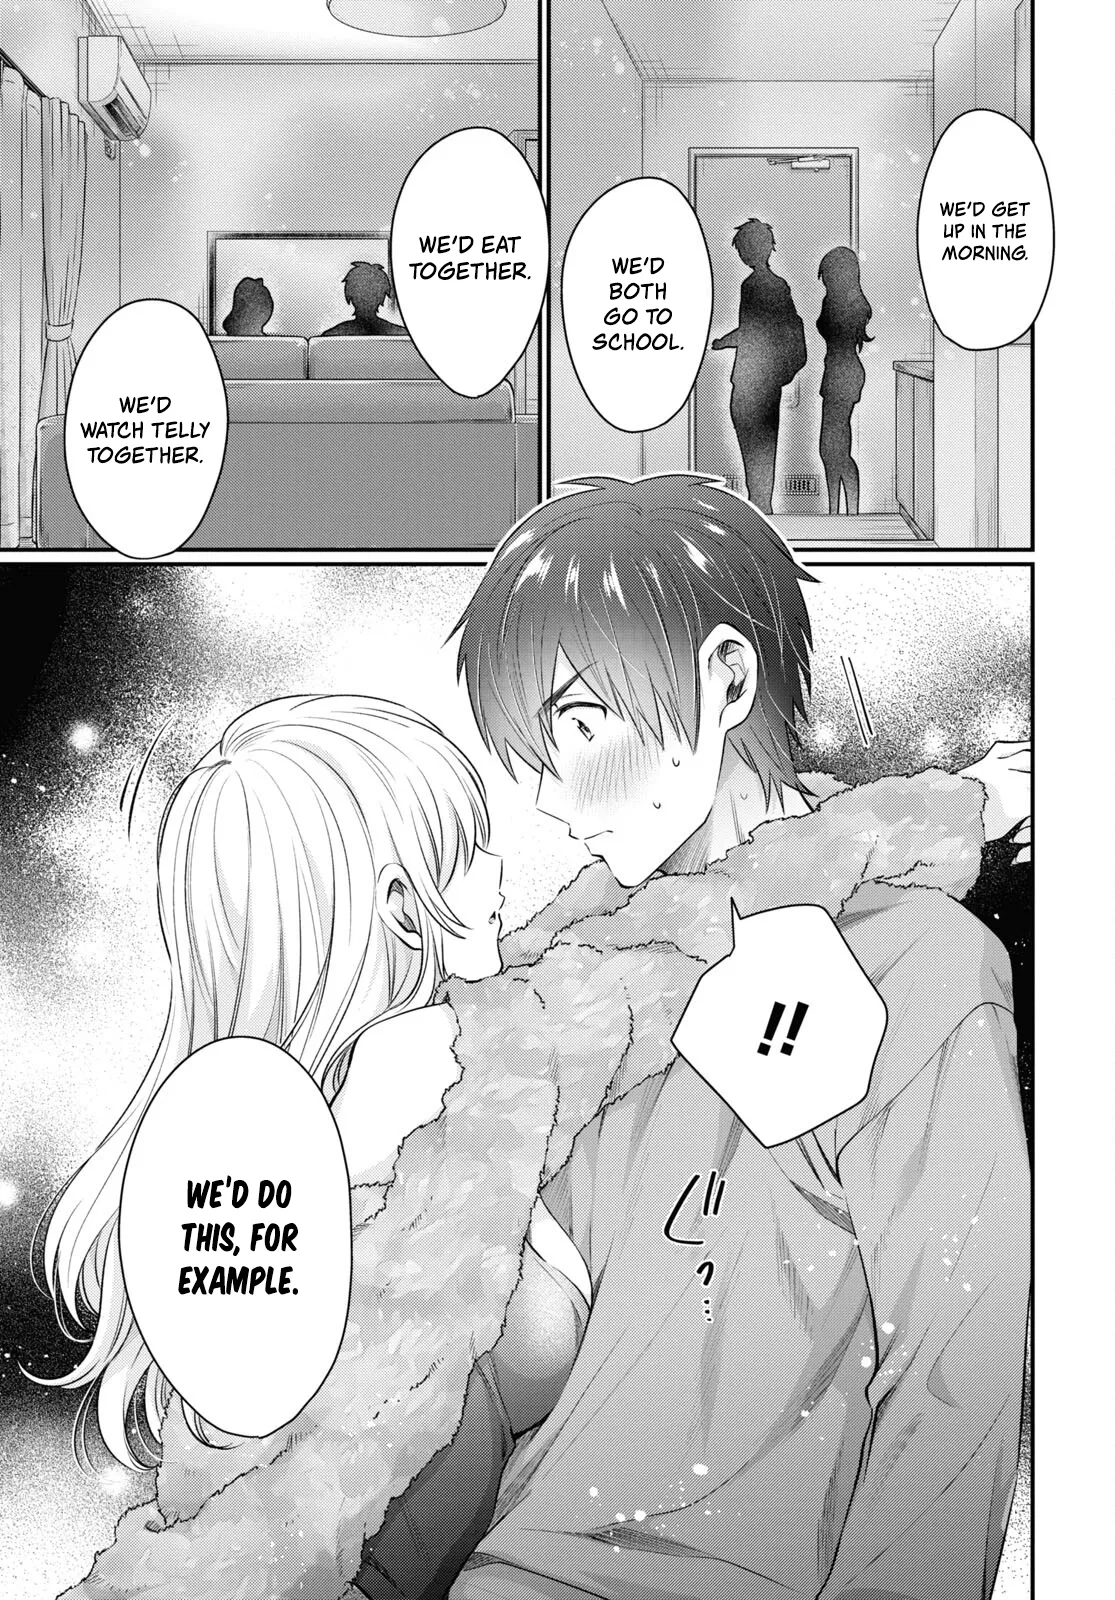 WE'D GET
UP IN THE
MORNING.
WE'D
BOTH
GO TO
SCHOOL.
WE'D EAT
TOGETHER.
WE'D
WATCH TELLY
TOGETHER.
!!
WE'D DO
THIS, FOR
EXAMPLE.